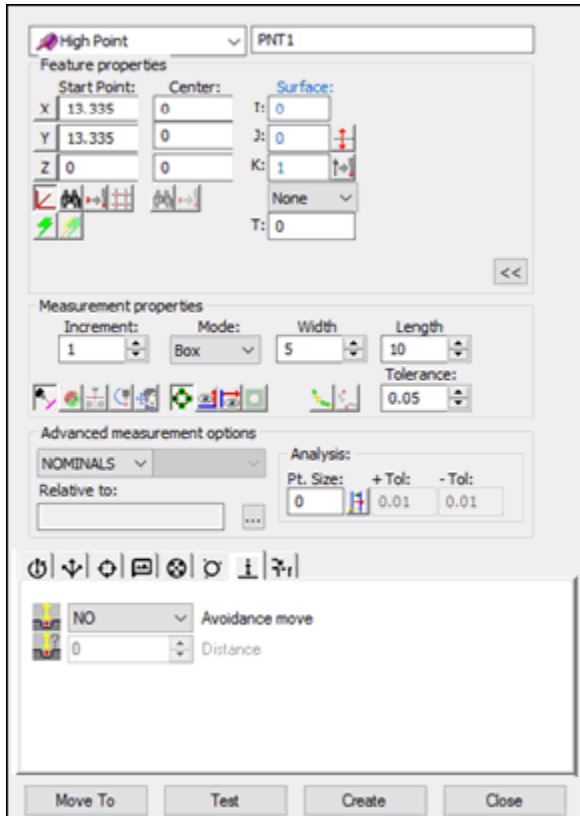 High Point PNT1
Feature properties
Start Point: Center: Surface:
X 13.335 0 I: 0
Y 13.335 0 J: 0
Z 0 0 K: 1
None
T: 0
<<
Measurement properties
Increment: Mode: Width Length
1 Box 5 10
Tolerance:
0.05
Advanced measurement options
NOMINALS Analysis:
Pt. Size: + Tol: - Tol:
Relative to: 0 0.01 0.01
...
NO Avoidance move
0 Distance
Move To Test Create Close